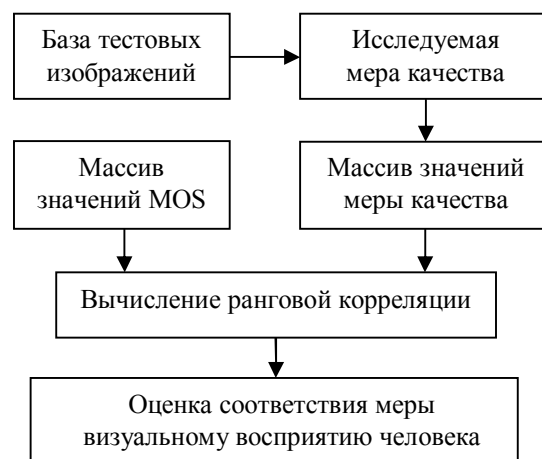 База тестовых
изображений
Исследуемая
мера качества
Массив
значений MOS
Массив значений
меры качества
Вычисление ранговой корреляции
Оценка соответствия меры
визуальному восприятию человека